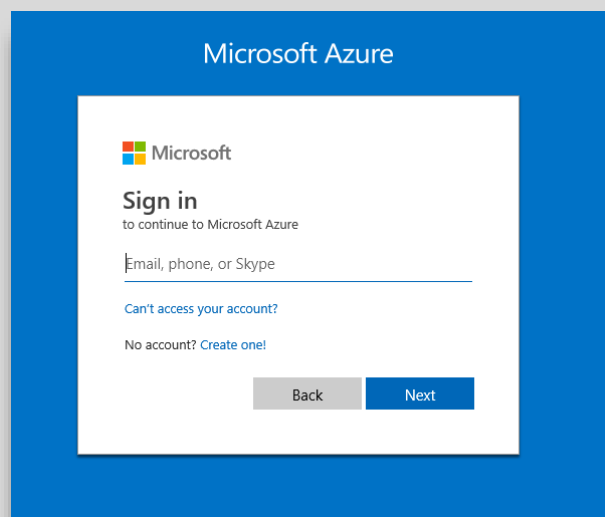 Microsoft Azure
Microsoft
Sign in
to continue to Microsoft Azure
Email, phone, or Skype
Can't access your account?
No account? Create one!
Back Next